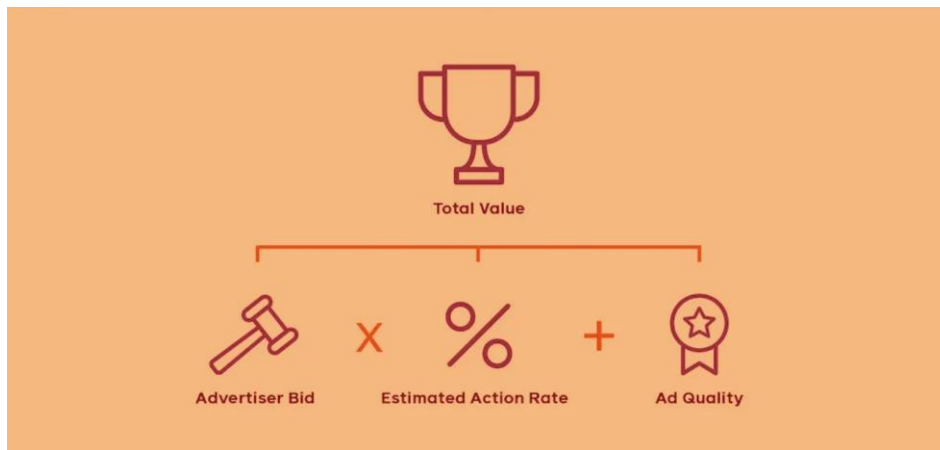 Total Value
X
+
Advertiser Bid
Estimated Action Rate
Ad Quality